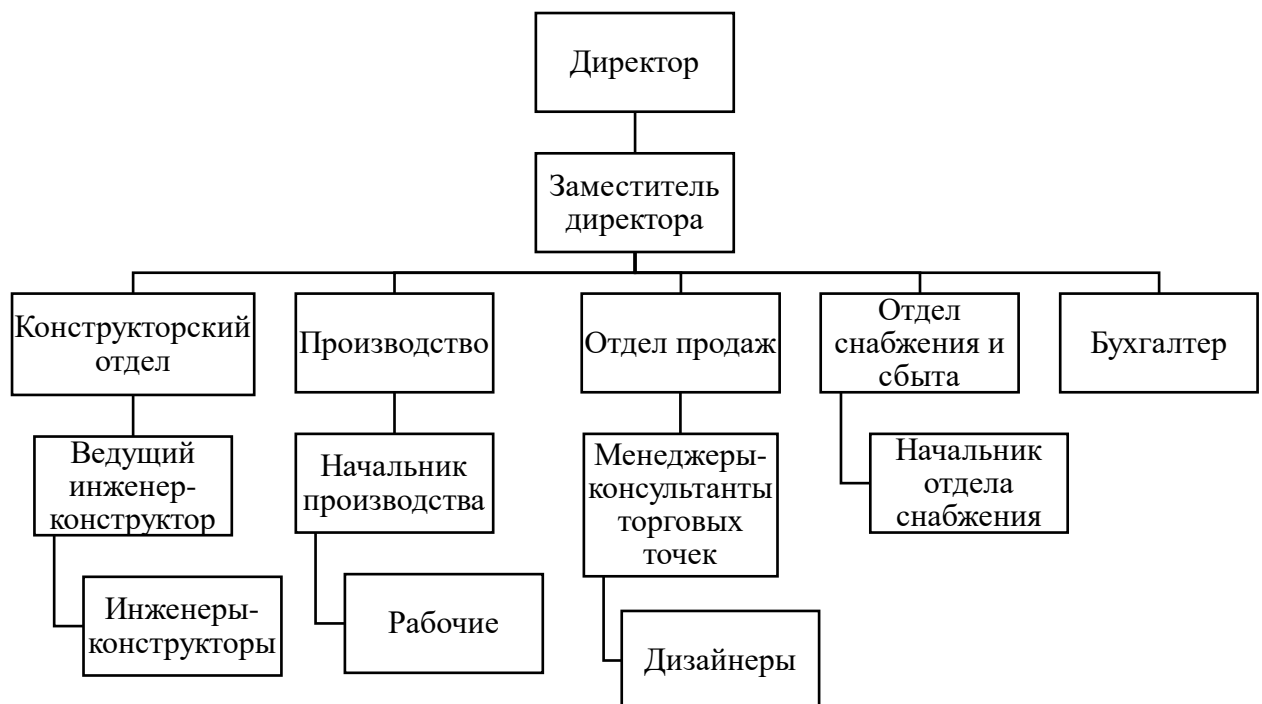 Директор
Заместитель
директора
Конструкторский
отдел
Производство
Отдел продаж
Отдел
снабжения и
сбыта
Бухгалтер
Ведущий
инженер-
конструктор
Начальник
производства
Менеджеры-
консультанты
торговых
точек
Начальник
отдела
снабжения
Инженеры-
конструкторы
Рабочие
Дизайнеры